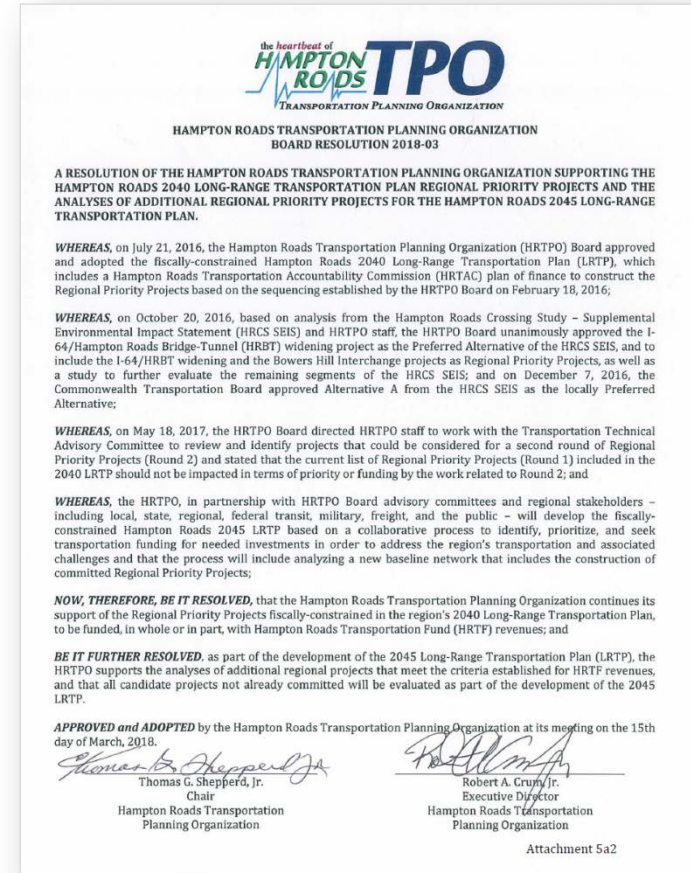 the heartbeat of
HAMPTON
ROADS
TPO
TRANSPORTATION PLANNING ORGANIZATION
HAMPTON ROADS TRANSPORTATION PLANNING ORGANIZATION
BOARD RESOLUTION 2018-03
A RESOLUTION OF THE HAMPTON ROADS TRANSPORTATION PLANNING ORGANIZATION SUPPORTING THE
HAMPTON ROADS 2040 LONG-RANGE TRANSPORTATION PLAN REGIONAL PRIORITY PROJECTS AND THE
ANALYSES OF ADDITIONAL REGIONAL PRIORITY PROJECTS FOR THE HAMPTON ROADS 2045 LONG-RANGE
TRANSPORTATION PLAN.
WHEREAS, on July 21, 2016, the Hampton Roads Transportation Planning Organization (HRTPO) Board approved
and adopted the fiscally-constrained Hampton Roads 2040 Long-Range Transportation Plan (LRTP), which
includes a Hampton Roads Transportation Accountability Commission (HRTAC) plan of finance to construct the
Regional Priority Projects based on the sequencing established by the HRTPO Board on February 18, 2016;
WHEREAS, on October 20, 2016, based on analysis from the Hampton Roads Crossing Study – Supplemental
Environmental Impact Statement (HRCS SEIS) and HRTPO staff, the HRTPO Board unanimously approved the I-
64/Hampton Roads Bridge-Tunnel (HRBT) widening project as the Preferred Alternative of the HRCS SEIS, and to
include the I-64/HRBT widening and the Bowers Hill Interchange projects as Regional Priority Projects, as well as
a study to further evaluate the remaining segments of the HRCS SEIS; and on December 7, 2016, the
Commonwealth Transportation Board approved Alternative A from the HRCS SEIS as the locally Preferred
Alternative;
WHEREAS, on May 18, 2017, the HRTPO Board directed HRTPO staff to work with the Transportation Technical
Advisory Committee to review and identify projects that could be considered for a second round of Regional
Priority Projects (Round 2) and stated that the current list of Regional Priority Projects (Round 1) included in the
2040 LRTP should not be impacted in terms of priority or funding by the work related to Round 2; and
WHEREAS, the HRTPO, in partnership with HRTPO Board advisory committees and regional stakeholders –
including local, state, regional, federal transit, military, freight, and the public – will develop the fiscally-
constrained Hampton Roads 2045 LRTP based on a collaborative process to identify, prioritize, and seek
transportation funding for needed investments in order to address the region's transportation and associated
challenges and that the process will include analyzing a new baseline network that includes the construction of
committed Regional Priority Projects;
NOW, THEREFORE, BE IT RESOLVED, that the Hampton Roads Transportation Planning Organization continues its
support of the Regional Priority Projects fiscally-constrained in the region's 2040 Long-Range Transportation Plan,
to be funded, in whole or in part, with Hampton Roads Transportation Fund (HRTF) revenues; and
BE IT FURTHER RESOLVED, as part of the development of the 2045 Long-Range Transportation Plan (LRTP), the
HRTPO supports the analyses of additional regional projects that meet the criteria established for HRTF revenues,
and that all candidate projects not already committed will be evaluated as part of the development of the 2045
LRTP.
APPROVED and ADOPTED by the Hampton Roads Transportation Planning Organization at its meeting on the 15th
day of March, 2018.
Thomas G. Shepperd Jr
Thomas G. Shepperd, Jr.
Chair
Hampton Roads Transportation
Planning Organization
Robert A. Crum, Jr.
Executive Director
Hampton Roads Transportation
Planning Organization
Attachment 5a2